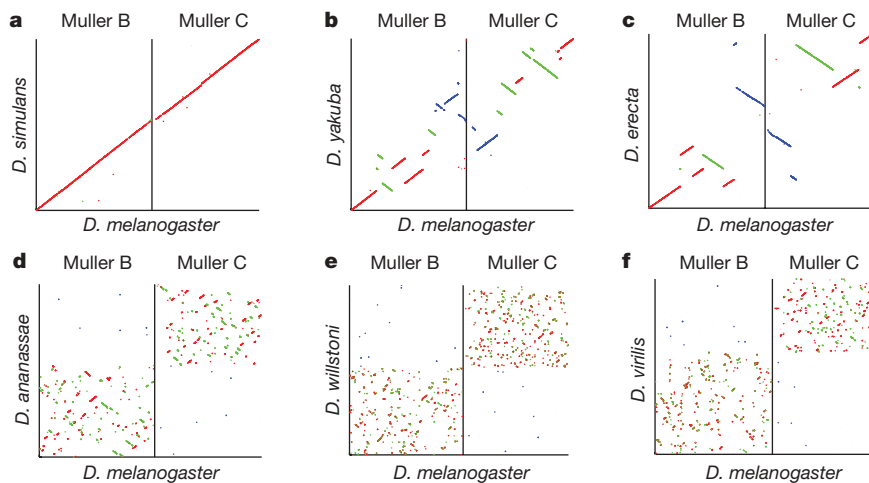 a Muller B Muller C
D. simulans
D. melanogaster
b Muller B Muller C
D. yakuba
D. melanogaster
c Muller B Muller C
D. erecta
D. melanogaster
d Muller B Muller C
D. ananassae
D. melanogaster
e Muller B Muller C
D. willstoni
D. melanogaster
f Muller B Muller C
D. virilis
D. melanogaster